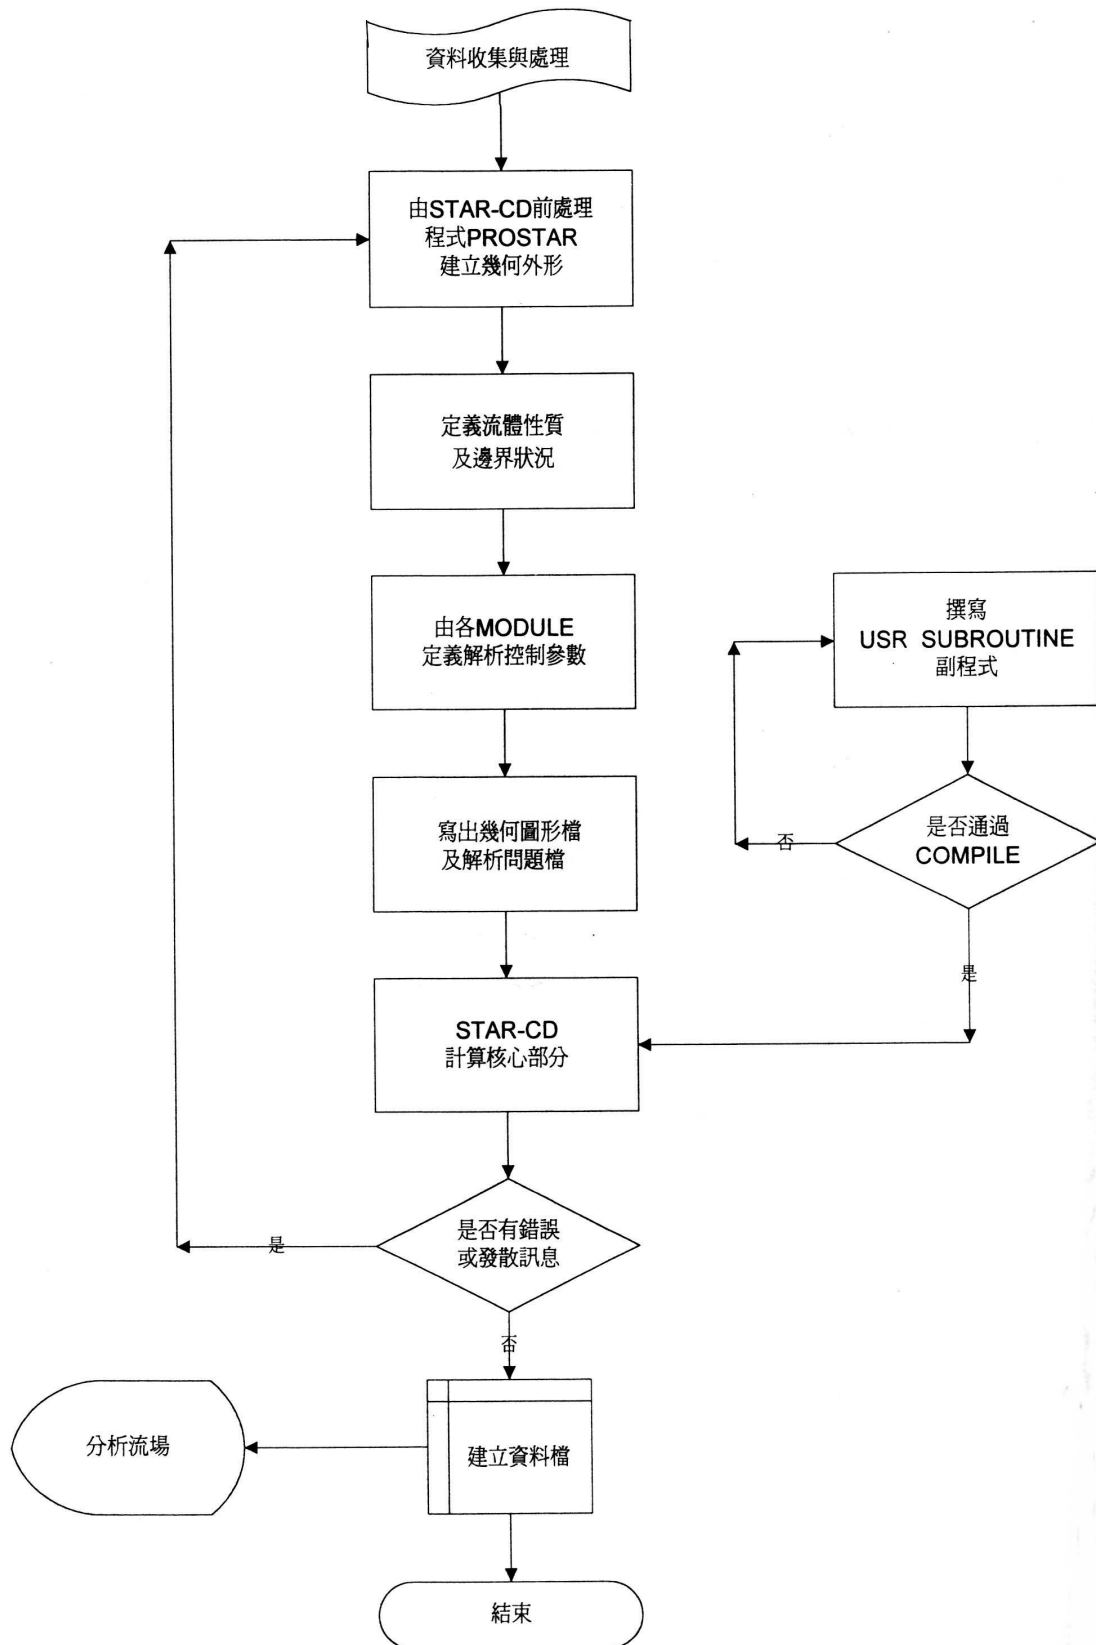 資料收集與處理
由STAR-CD前處理
程式PROSTAR
建立幾何外形
定義流體性質
及邊界狀況
由各MODULE
定義解析控制參數
寫出幾何圖形檔
及解析問題檔
撰寫
USR SUBROUTINE
副程式
是否通過
COMPILE
否
是
STAR-CD
計算核心部分
是否有錯誤
或發散訊息
是
否
建立資料檔
分析流場
結束